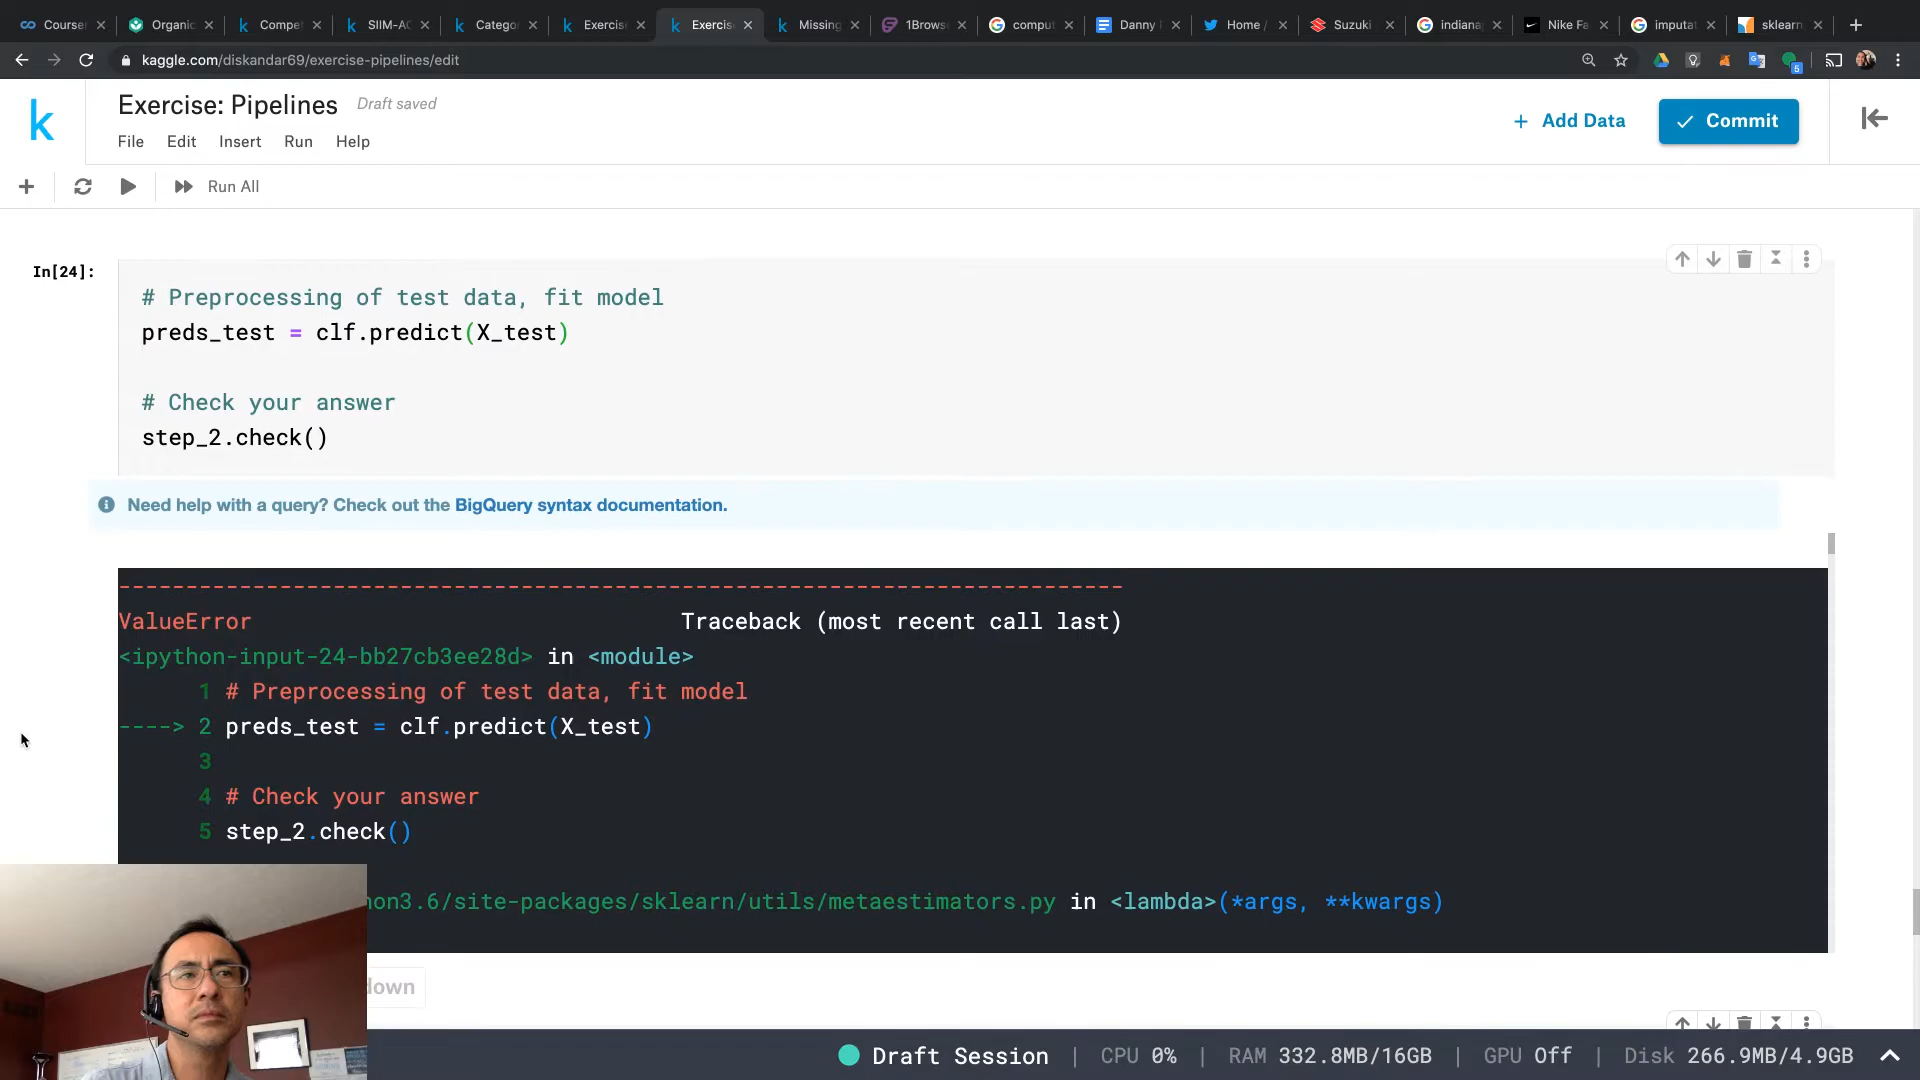 Course
Organic
Compet
SIIM-AC
Catego
Exercise
Exercis
Missing
1Brows
comput
Danny
Home /
Suzuki
indiana
Nike Fa
imputat
sklearn
kaggle.com/diskandar69/exercise-pipelines/edit
5
k
Exercise: Pipelines
Draft saved
File
Edit
Insert
Run
Help
+ Add Data
Commit
Run All
In[24]:
# Preprocessing of test data, fit model
preds_test = clf.predict(X_test)
# Check your answer
step_2.check()
Need help with a query? Check out the BigQuery syntax documentation.
---------------------------------------------------------------------------
ValueError Traceback (most recent call last)
<ipython-input-24-bb27cb3ee28d> in <module>
1 # Preprocessing of test data, fit model
----> 2 preds_test = clf.predict(X_test)
3
4 # Check your answer
5 step_2.check()
hon3.6/site-packages/sklearn/utils/metaestimators.py in <lambda>(*args, **kwargs)
down
Draft Session | CPU 0% | RAM 332.8MB/16GB | GPU Off | Disk 266.9MB/4.9GB